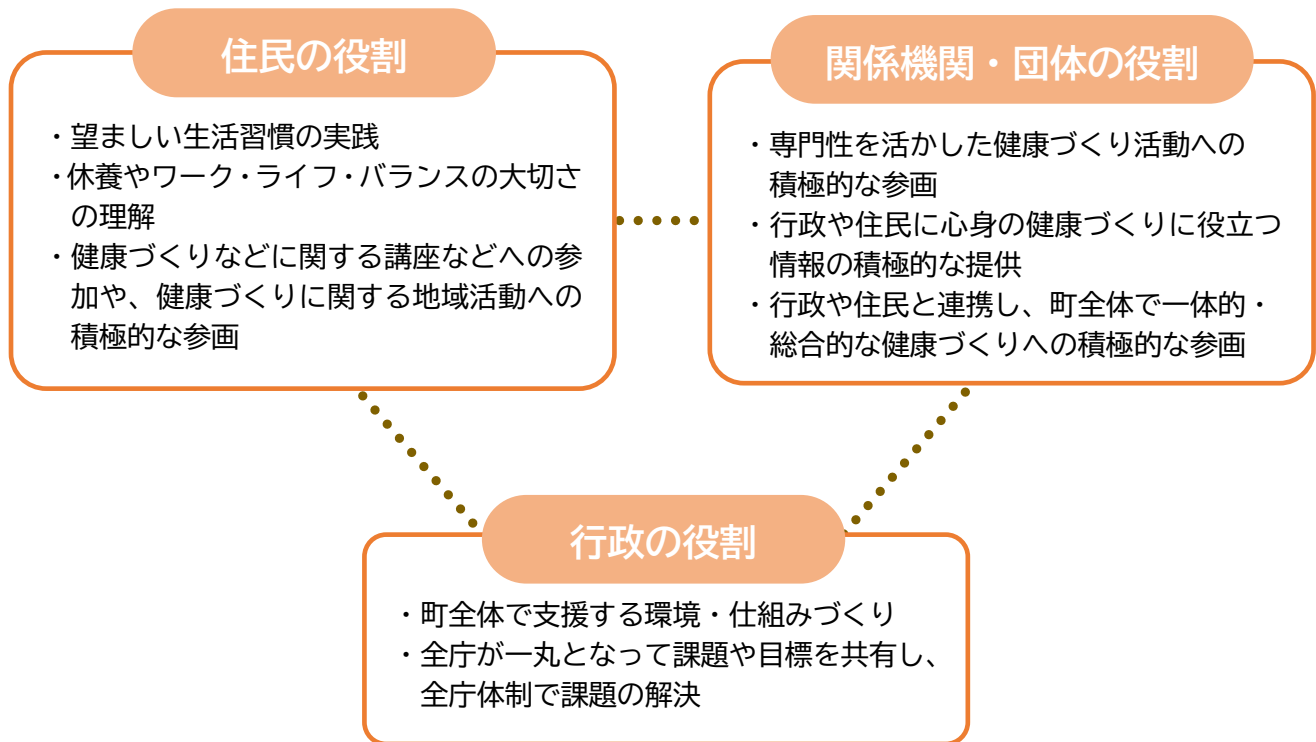 住民の役割
・望ましい生活習慣の実践
・休養やワーク・ライフ・バランスの大切さ
の理解
・健康づくりなどに関する講座などへの参
加や、健康づくりに関する地域活動への
積極的な参画
関係機関・団体の役割
・専門性を活かした健康づくり活動への
積極的な参画
・行政や住民に心身の健康づくりに役立つ
情報の積極的な提供
・行政や住民と連携し、町全体で一体的・
総合的な健康づくりへの積極的な参画
行政の役割
・町全体で支援する環境・仕組みづくり
・全庁が一丸となって課題や目標を共有し、
全庁体制で課題の解決